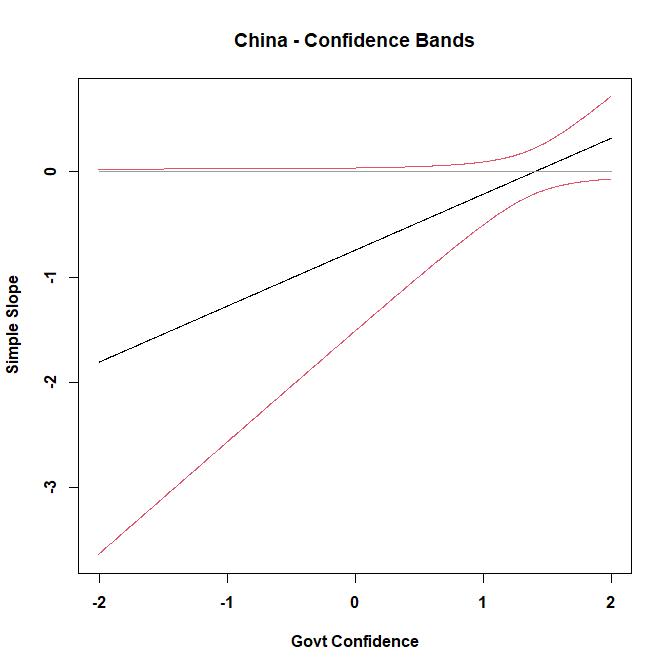 China - Confidence Bands
0
-1
-2
-3
Simple Slope
-2 -1 0 1 2
Govt Confidence